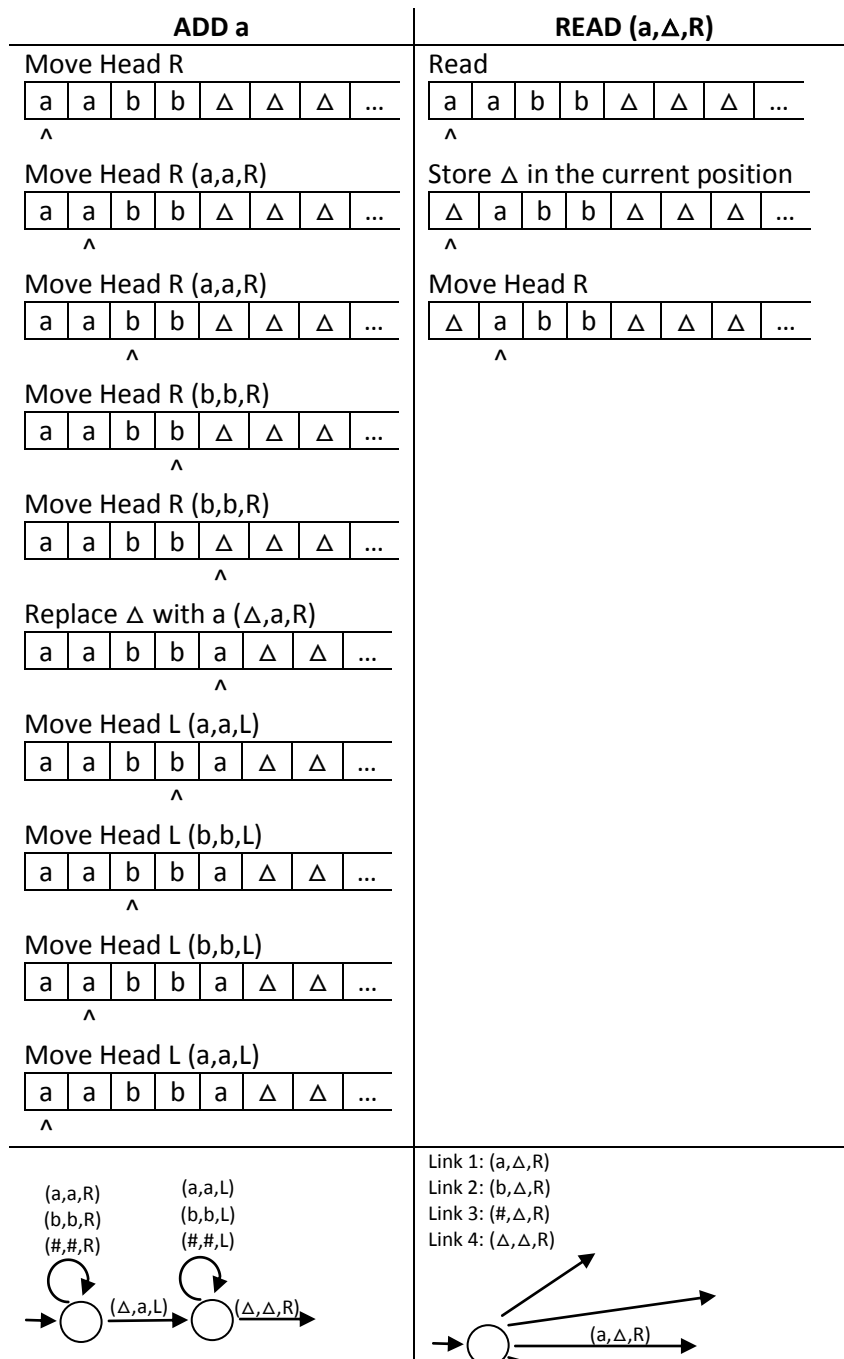 ADD a
Move Head R
a a b b Δ Δ Δ ...
^
Move Head R (a,a,R)
a a b b Δ Δ Δ ...
^
Move Head R (a,a,R)
a a b b Δ Δ Δ ...
^
Move Head R (b,b,R)
a a b b Δ Δ Δ ...
^
Move Head R (b,b,R)
a a b b Δ Δ Δ ...
^
Replace Δ with a (Δ,a,R)
a a b b a Δ Δ ...
^
Move Head L (a,a,L)
a a b b a Δ Δ ...
^
Move Head L (b,b,L)
a a b b a Δ Δ ...
^
Move Head L (b,b,L)
a a b b a Δ Δ ...
^
Move Head L (a,a,L)
a a b b a Δ Δ ...
^
(a,a,R)
(b,b,R)
(#,#,R)
(a,a,L)
(b,b,L)
(#,#,L)
(Δ,a,L)
(Δ,Δ,R)
READ (a,Δ,R)
Read
a a b b Δ Δ Δ ...
^
Store Δ in the current position
Δ a b b Δ Δ Δ ...
^
Move Head R
Δ a b b Δ Δ Δ ...
^
Link 1: (a,Δ,R)
Link 2: (b,Δ,R)
Link 3: (#,Δ,R)
Link 4: (Δ,Δ,R)
(a,Δ,R)